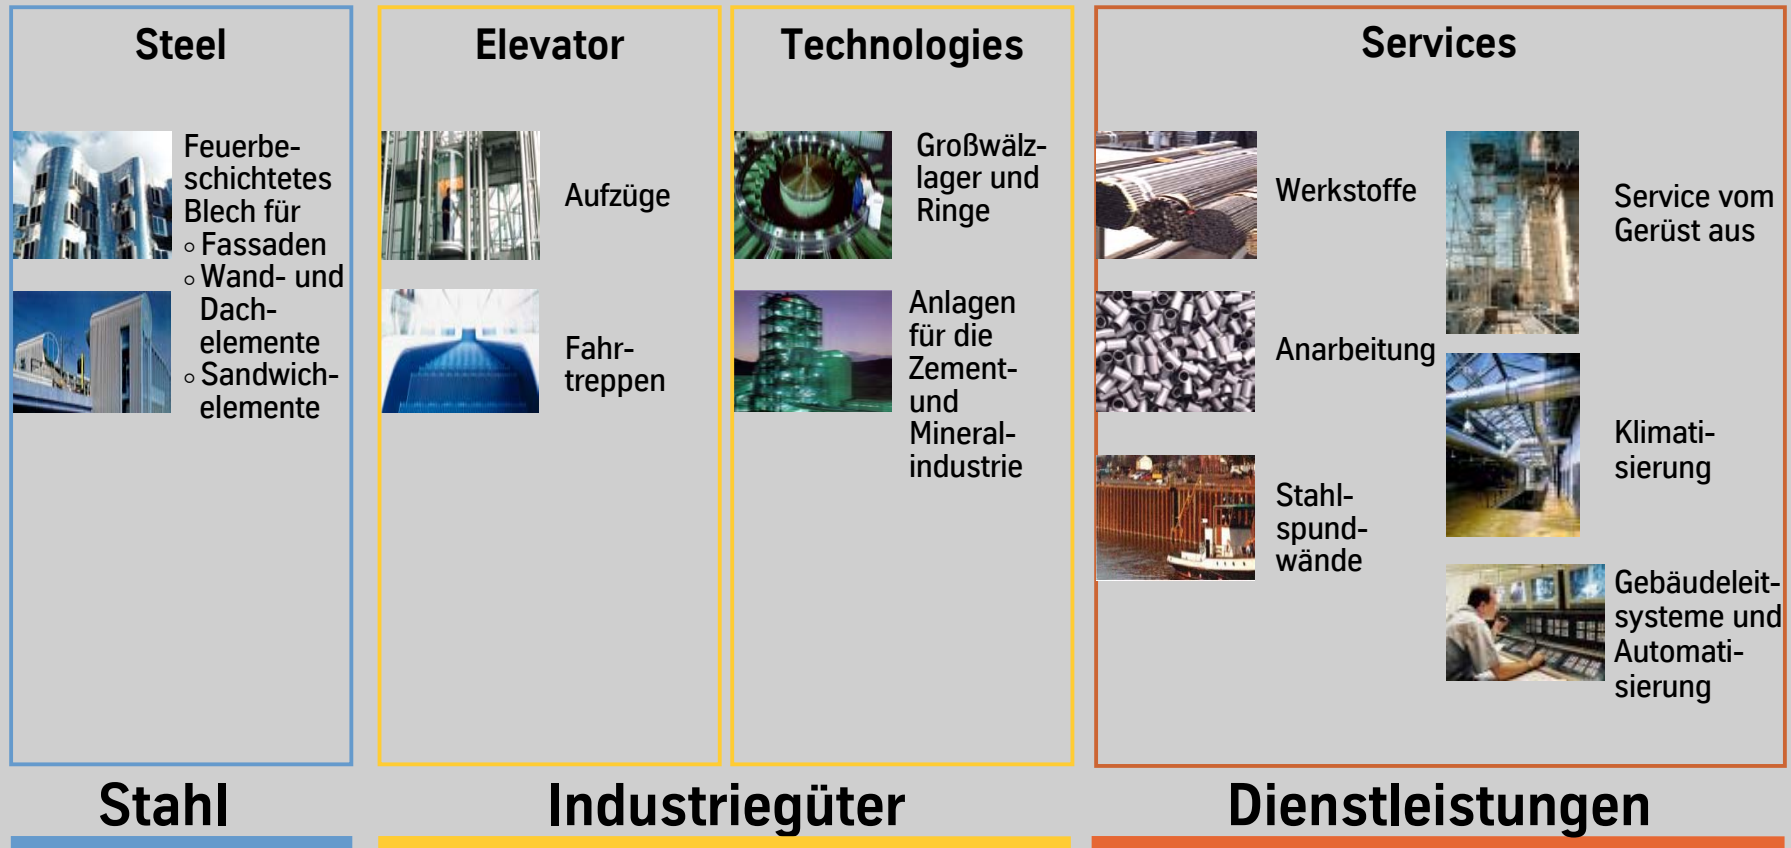 Steel
Feuerbe-
schichtetes
Blech für
◦ Fassaden
◦ Wand- und
Dach-
elemente
◦ Sandwich-
elemente
Elevator
Aufzüge
Fahr-
treppen
Technologies
Großwälz-
lager und
Ringe
Anlagen
für die
Zement-
und
Mineral-
industrie
Services
Werkstoffe
Anarbeitung
Stahl-
spund-
wände
Service vom
Gerüst aus
Klimati-
sierung
Gebäudeleit-
systeme und
Automati-
sierung
Stahl
Industriegüter
Dienstleistungen